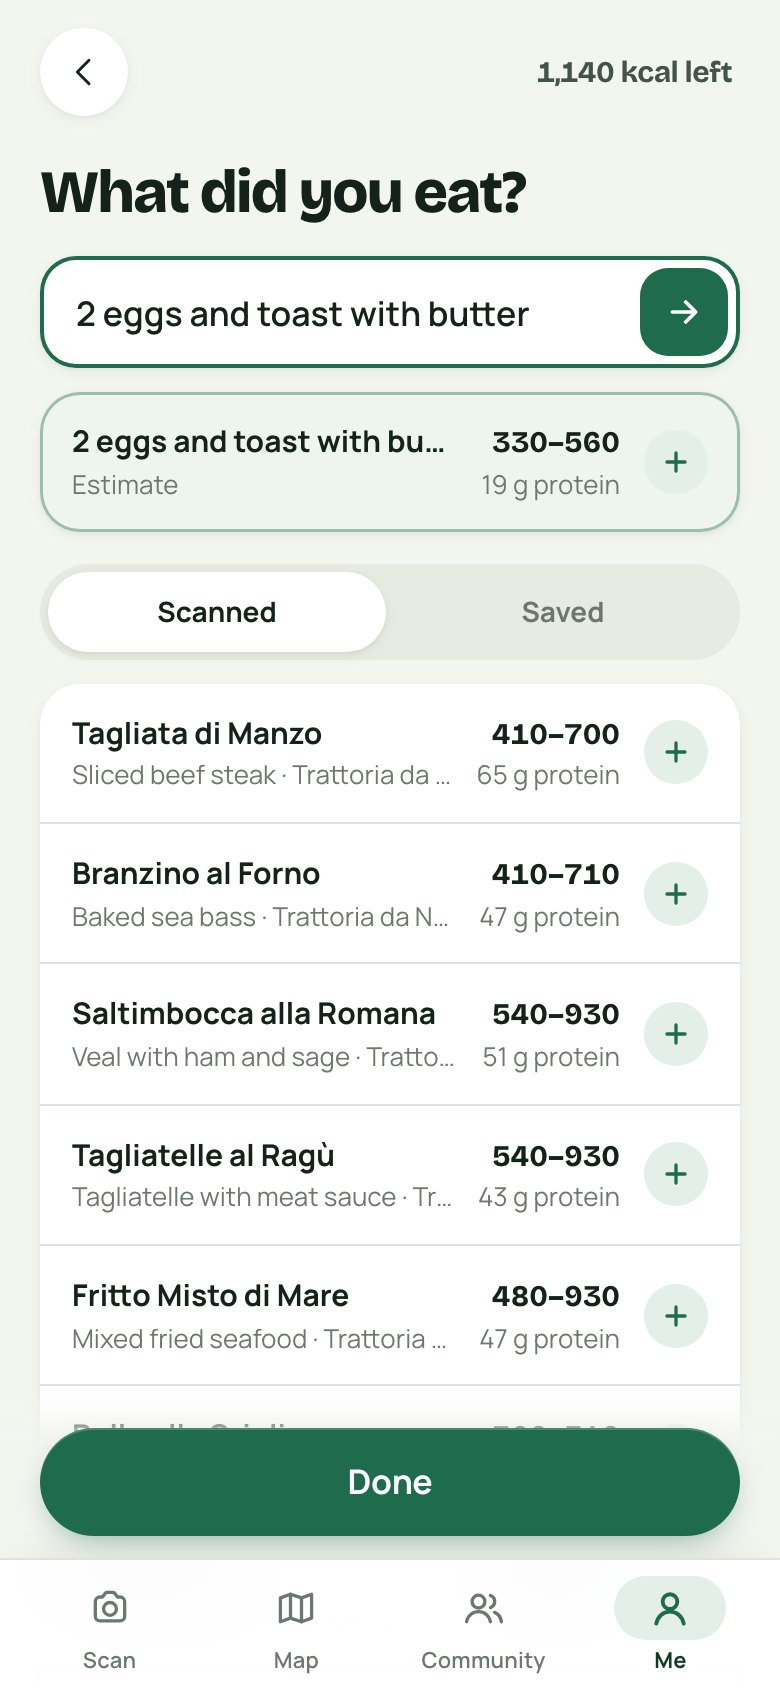 1,140 kcal left
What did you eat?
2 eggs and toast with butter
2 eggs and toast with bu... 330–560
Estimate 19 g protein
Scanned Saved
Tagliata di Manzo 410–700
Sliced beef steak · Trattoria da ... 65 g protein
Branzino al Forno 410–710
Baked sea bass · Trattoria da N... 47 g protein
Saltimbocca alla Romana 540–930
Veal with ham and sage · Tratto... 51 g protein
Tagliatelle al Ragù 540–930
Tagliatelle with meat sauce · Tr... 43 g protein
Fritto Misto di Mare 480–930
Mixed fried seafood · Trattoria ... 47 g protein
Done
Scan Map Community Me